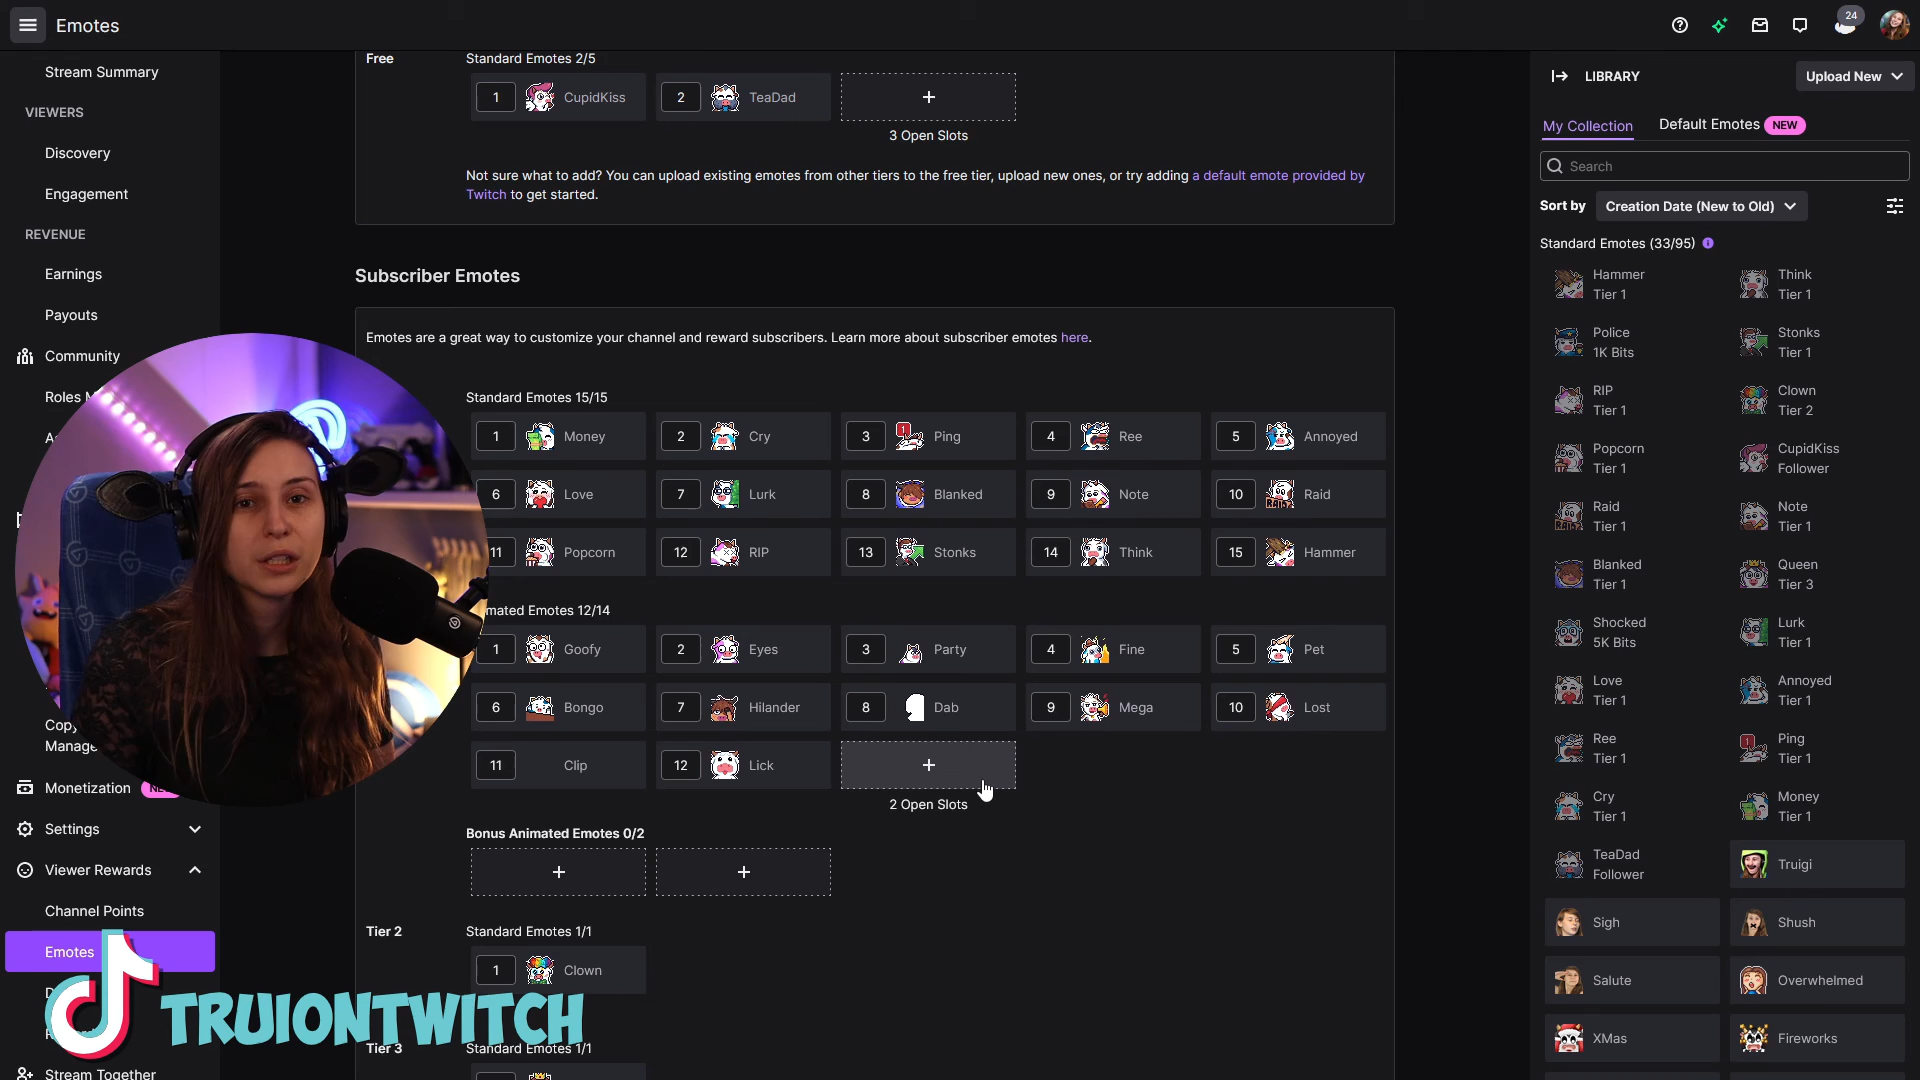 Emotes
24
Stream Summary
VIEWERS
Discovery
Engagement
REVENUE
Earnings
Payouts
Community
Roles M
Copy
Manage
Monetization
Settings
Viewer Rewards
Channel Points
Emotes
Stream Together
TRUIONTWITCH
Free
Standard Emotes 2/5
1 CupidKiss
2 TeaDad
+
3 Open Slots
Not sure what to add? You can upload existing emotes from other tiers to the free tier, upload new ones, or try adding a default emote provided by
Twitch to get started.
Subscriber Emotes
Emotes are a great way to customize your channel and reward subscribers. Learn more about subscriber emotes here.
Standard Emotes 15/15
1 Money 2 Cry 3 Ping 4 Ree 5 Annoyed
6 Love 7 Lurk 8 Blanked 9 Note 10 Raid
11 Popcorn 12 RIP 13 Stonks 14 Think 15 Hammer
mated Emotes 12/14
1 Goofy 2 Eyes 3 Party 4 Fine 5 Pet
6 Bongo 7 Hilander 8 Dab 9 Mega 10 Lost
11 Clip 12 Lick +
2 Open Slots
Bonus Animated Emotes 0/2
+ +
Tier 2
Standard Emotes 1/1
1 Clown
Tier 3
Standard Emotes 1/1
LIBRARY
Upload New
My Collection
Default Emotes NEW
Search
Sort by Creation Date (New to Old)
Standard Emotes (33/95)
Hammer Think
Tier 1 Tier 1
Police Stonks
1K Bits Tier 1
RIP Clown
Tier 1 Tier 2
Popcorn CupidKiss
Tier 1 Follower
Raid Note
Tier 1 Tier 1
Blanked Queen
Tier 1 Tier 3
Shocked Lurk
5K Bits Tier 1
Love Annoyed
Tier 1 Tier 1
Ree Ping
Tier 1 Tier 1
Cry Money
Tier 1 Tier 1
TeaDad Truigi
Follower
Sigh Shush
Salute Overwhelmed
XMas Fireworks